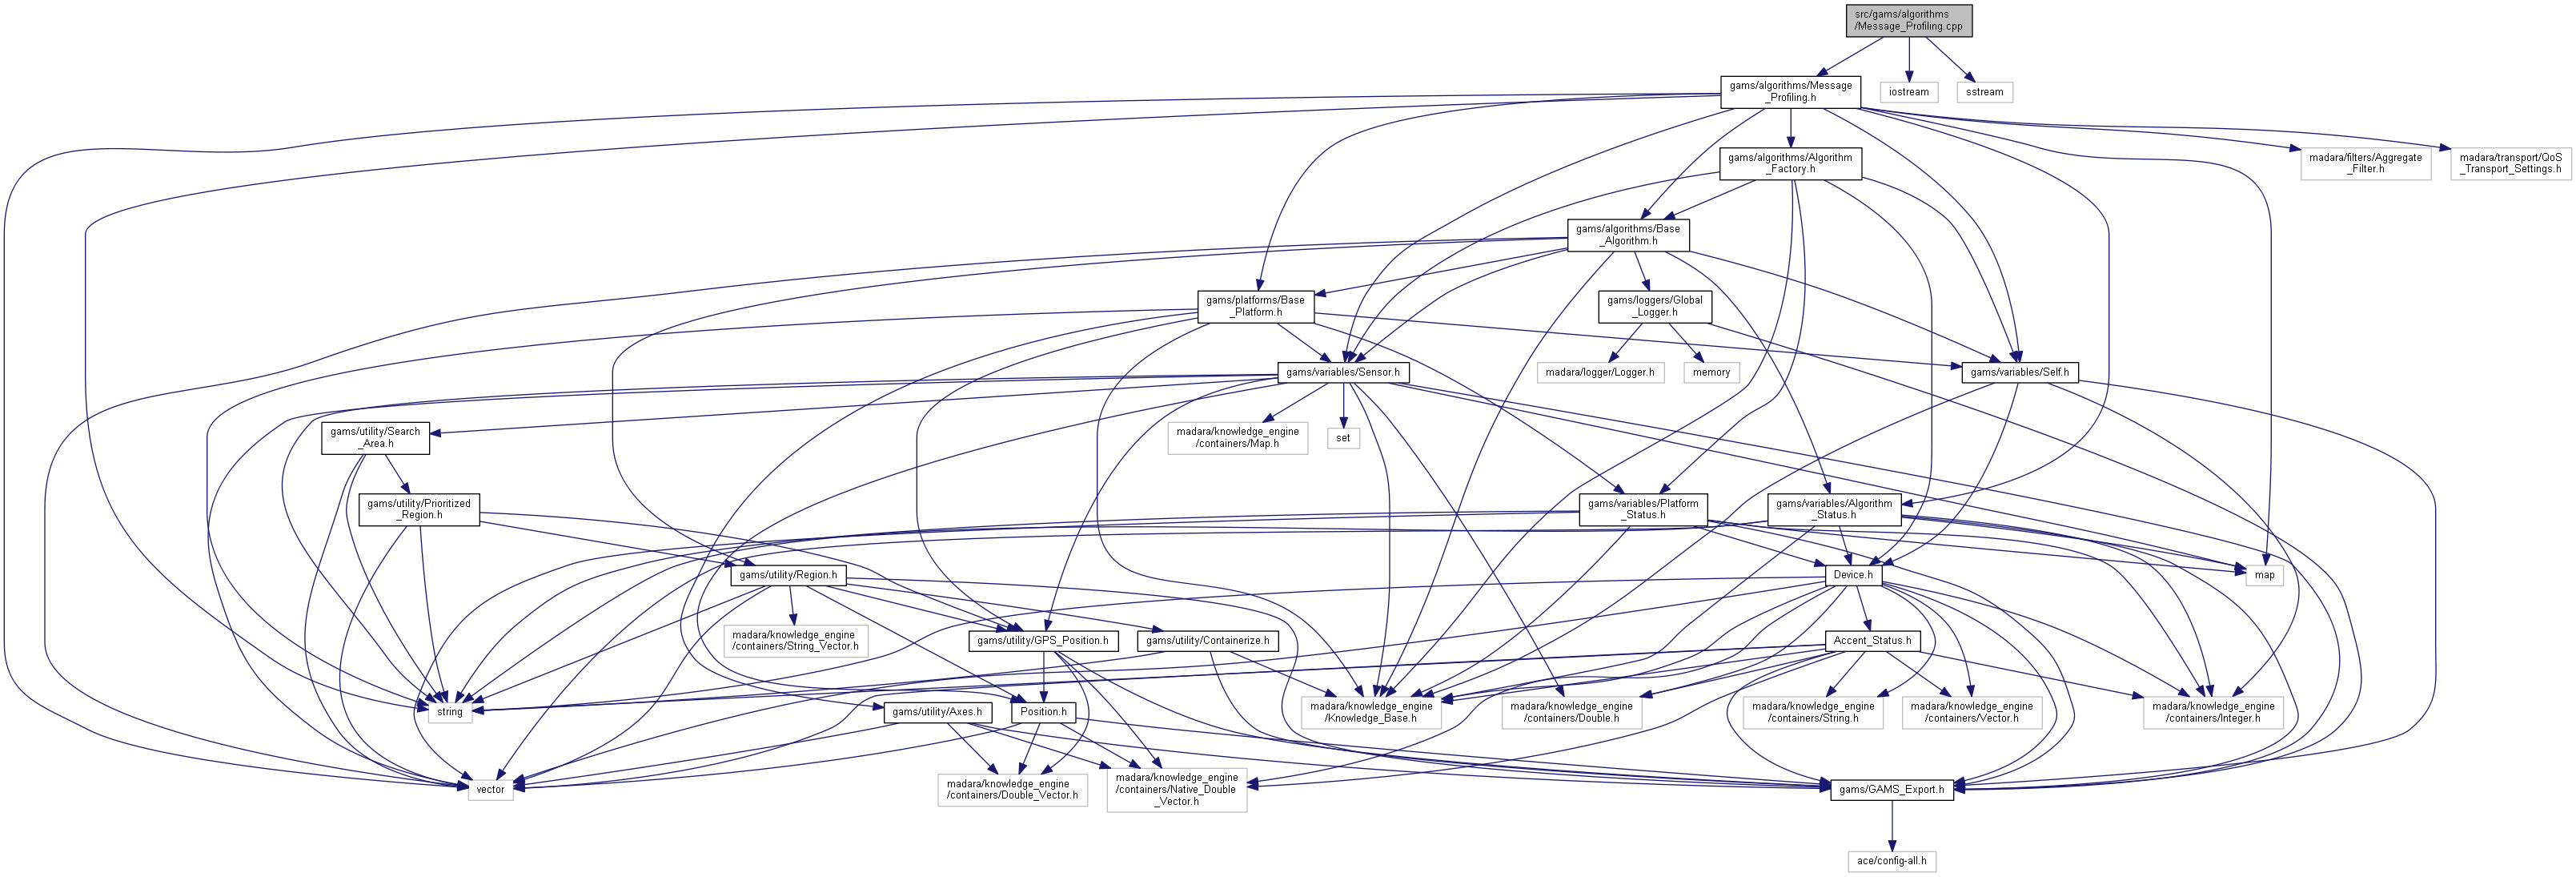 src/gams/algorithms
/Message_Profiling.cpp
gams/algorithms/Message
_Profiling.h
iostream
sstream
gams/algorithms/Algorithm
_Factory.h
madara/filters/Aggregate
_Filter.h
madara/transport/QoS
_Transport_Settings.h
gams/algorithms/Base
_Algorithm.h
gams/platforms/Base
_Platform.h
gams/loggers/Global
_Logger.h
gams/variables/Sensor.h
madara/logger/Logger.h
memory
gams/variables/Self.h
gams/utility/Search
_Area.h
madara/knowledge_engine
/containers/Map.h
set
gams/utility/Prioritized
_Region.h
gams/variables/Platform
_Status.h
gams/variables/Algorithm
_Status.h
gams/utility/Region.h
Device.h
map
madara/knowledge_engine
/containers/String_Vector.h
gams/utility/GPS_Position.h
gams/utility/Containerize.h
Accent_Status.h
string
gams/utility/Axes.h
Position.h
madara/knowledge_engine
/Knowledge_Base.h
madara/knowledge_engine
/containers/Double.h
madara/knowledge_engine
/containers/String.h
madara/knowledge_engine
/containers/Vector.h
madara/knowledge_engine
/containers/Integer.h
vector
madara/knowledge_engine
/containers/Double_Vector.h
madara/knowledge_engine
/containers/Native_Double
_Vector.h
gams/GAMS_Export.h
ace/config-all.h